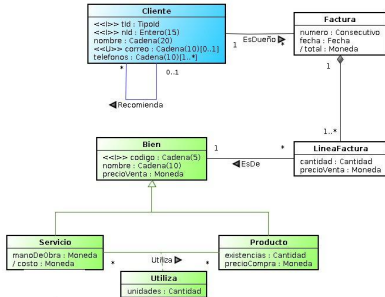 Cliente
<<I>> tId : TipoId
<<I>> nId : Entero(15)
nombre : Cadena(20)
<<U>> correo : Cadena(10)[0..1]
telefonos : Cadena(10)[1..*]
EsDueño
1
*
Factura
numero : Consecutivo
fecha : Fecha
/ total : Moneda
*
0..1
Recomienda
1
1..*
Bien
<<I>> codigo : Cadena(5)
nombre : Cadena(10)
precioVenta : Moneda
1
*
EsDe
LineaFactura
cantidad : Cantidad
precioVenta : Moneda
Servicio
manoDeObra : Moneda
/ costo : Moneda
*
Utiliza
*
Producto
existencias : Cantidad
precioCompra : Moneda
Utiliza
unidades : Cantidad